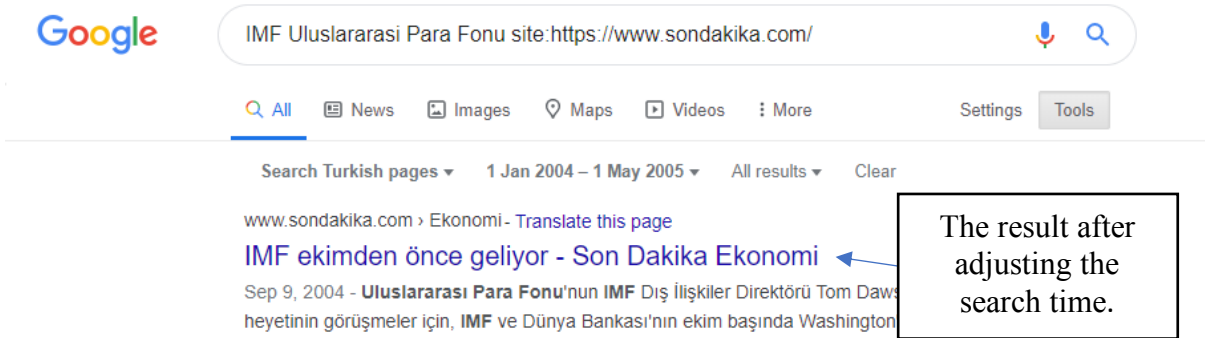 Google
IMF Uluslararasi Para Fonu site:https://www.sondakika.com/
All News Images Maps Videos More Settings Tools
Search Turkish pages 1 Jan 2004 – 1 May 2005 All results Clear
www.sondakika.com › Ekonomi - Translate this page
IMF ekimden önce geliyor - Son Dakika Ekonomi
Sep 9, 2004 - Uluslararası Para Fonu'nun IMF Dış İlişkiler Direktörü Tom
heyetinin görüşmeler için, IMF ve Dünya Bankası'nın ekim başında Washington
The result after
adjusting the
search time.